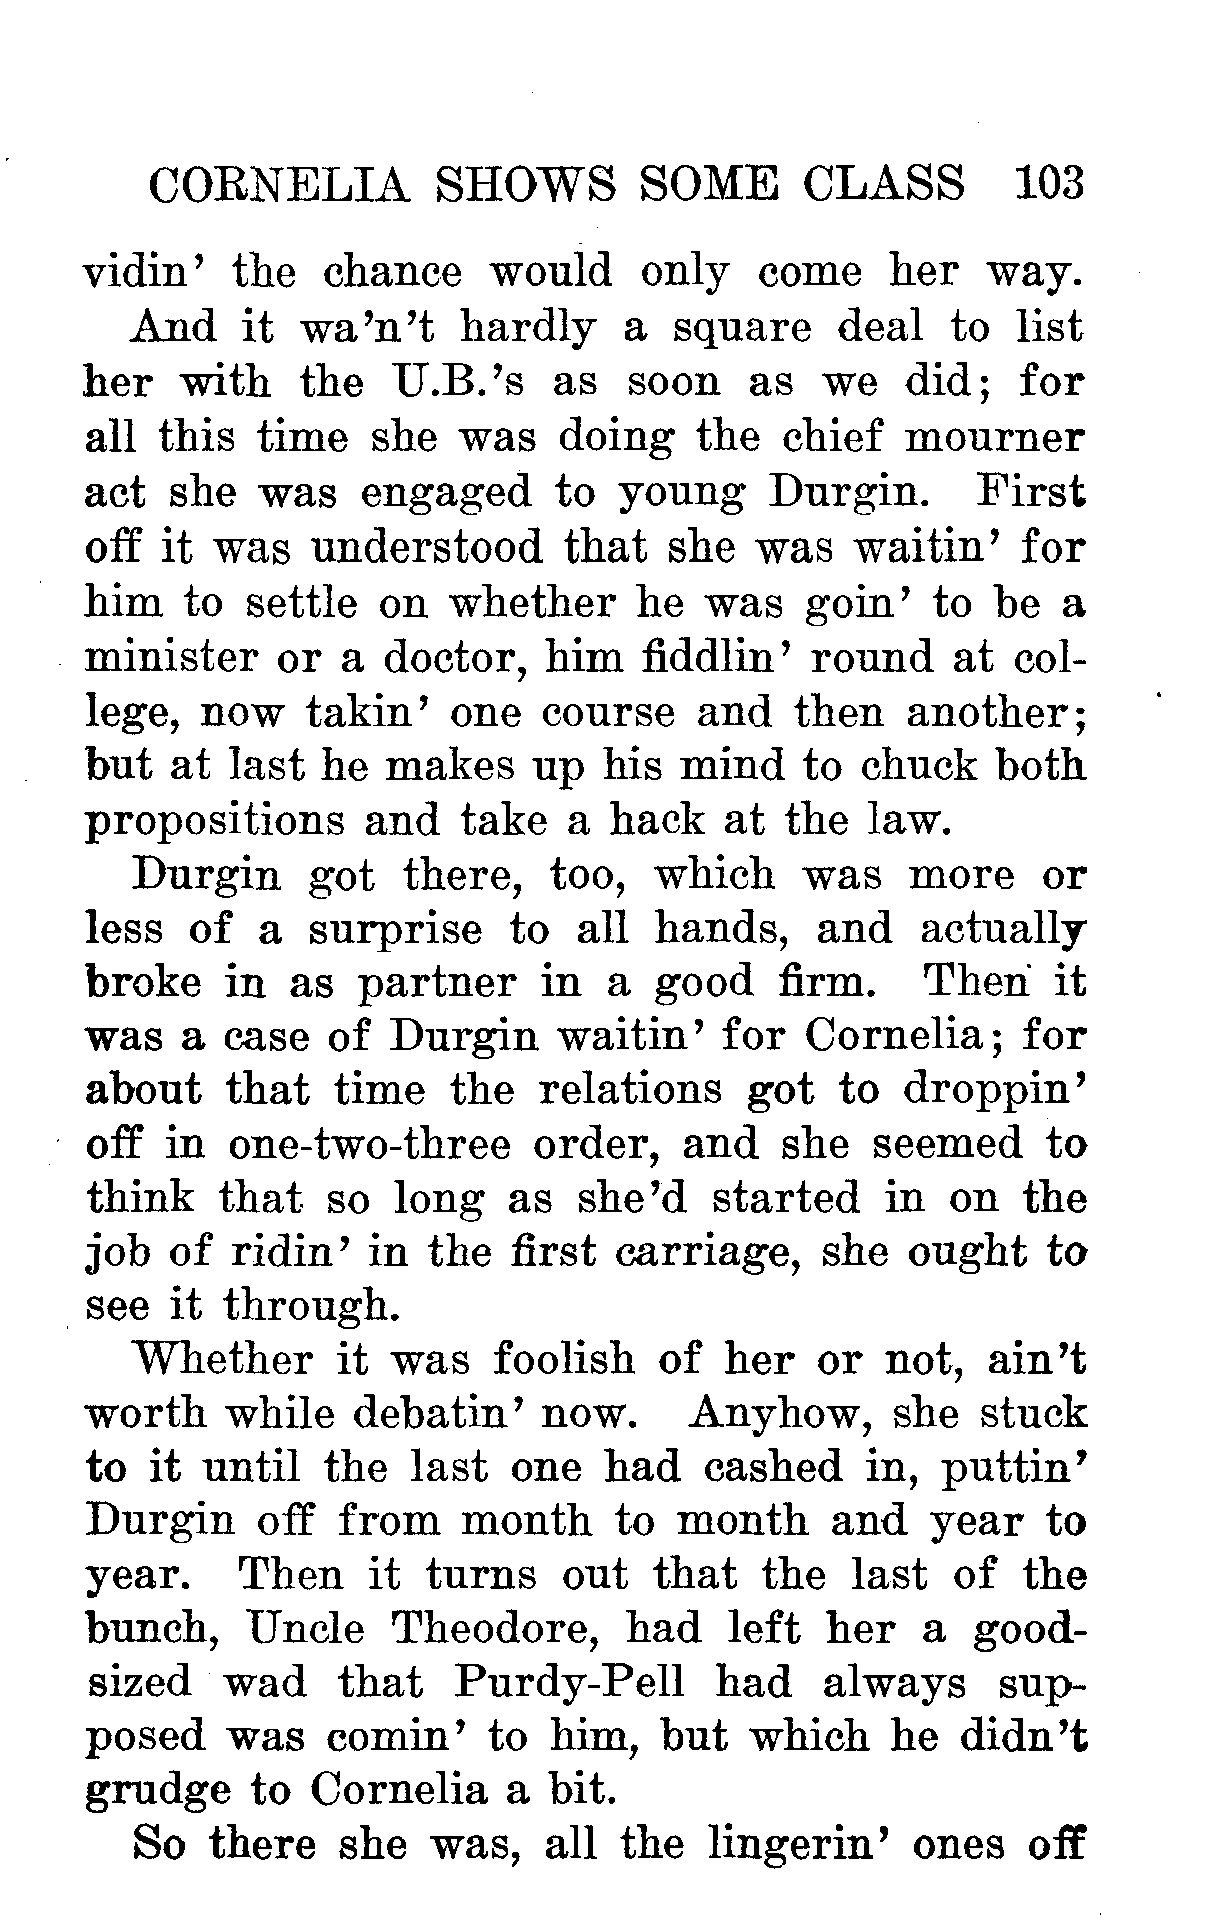 CORNELIA SHOWS SOME CLASS 103
vidin' the chance would only come her way.
And it wa'n't hardly a square deal to list
her with the U.B.'s as soon as we did; for
all this time she was doing the chief mourner
act she was engaged to young Durgin. First
off it was understood that she was waitin' for
him to settle on whether he was goin' to be a
minister or a doctor, him fiddlin' round at col-
lege, now takin' one course and then another;
but at last he makes up his mind to chuck both
propositions and take a hack at the law.
Durgin got there, too, which was more or
less of a surprise to all hands, and actually
broke in as partner in a good firm. Then it
was a case of Durgin waitin' for Cornelia; for
about that time the relations got to droppin'
off in one-two-three order, and she seemed to
think that so long as she'd started in on the
job of ridin' in the first carriage, she ought to
see it through.
Whether it was foolish of her or not, ain't
worth while debatin' now. Anyhow, she stuck
to it until the last one had cashed in, puttin'
Durgin off from month to month and year to
year. Then it turns out that the last of the
bunch, Uncle Theodore, had left her a good-
sized wad that Purdy-Pell had always sup-
posed was comin' to him, but which he didn't
grudge to Cornelia a bit.
So there she was, all the lingerin' ones off